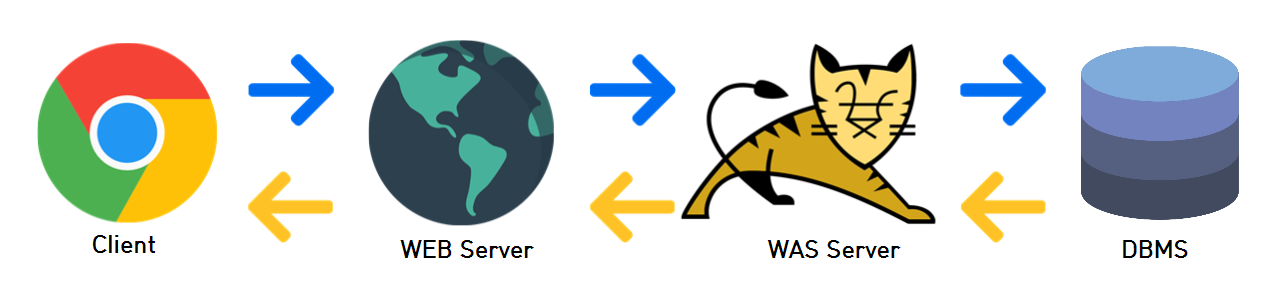 Client
WEB Server
WAS Server
DBMS